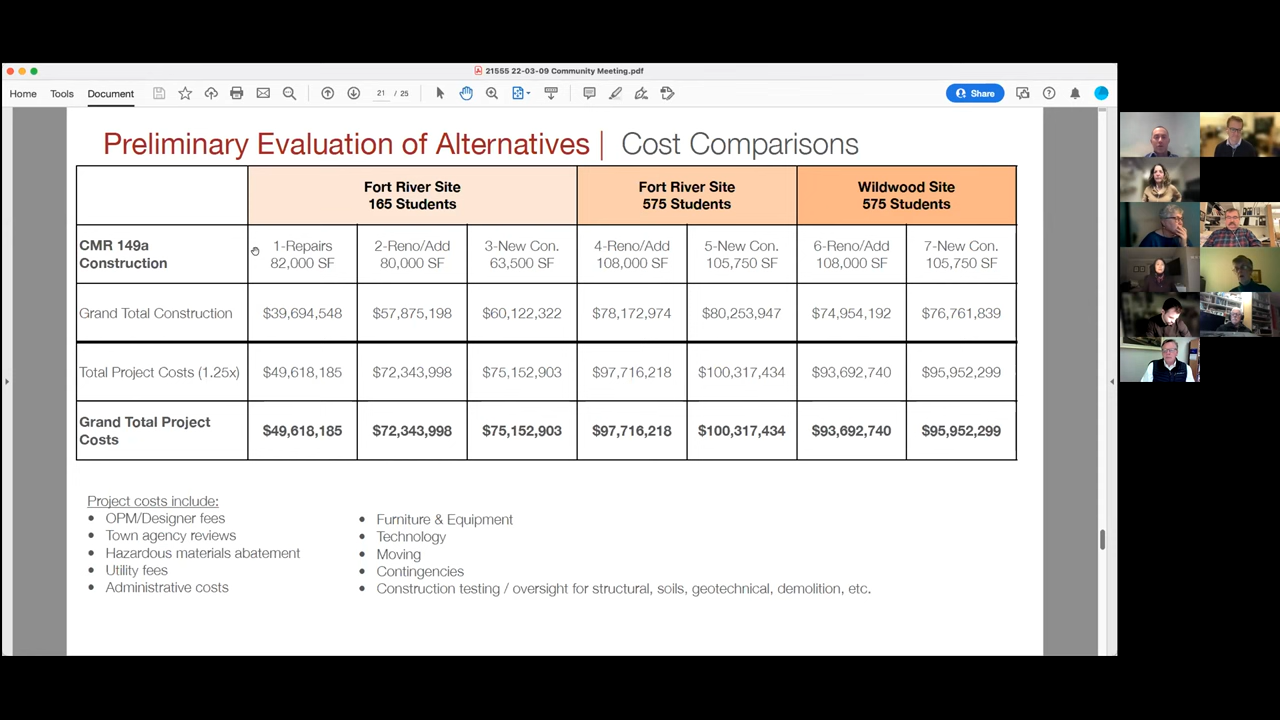 21555 22-03-09 Community Meeting.pdf
Home Tools Document 21 / 25 Share
Preliminary Evaluation of Alternatives | Cost Comparisons
Fort River Site
165 Students
Fort River Site
575 Students
Wildwood Site
575 Students
CMR 149a
Construction
1-Repairs
82,000 SF
2-Reno/Add
80,000 SF
3-New Con.
63,500 SF
4-Reno/Add
108,000 SF
5-New Con.
105,750 SF
6-Reno/Add
108,000 SF
7-New Con.
105,750 SF
Grand Total Construction $39,694,548 $57,875,198 $60,122,322 $78,172,974 $80,253,947 $74,954,192 $76,761,839
Total Project Costs (1.25x) $49,618,185 $72,343,998 $75,152,903 $97,716,218 $100,317,434 $93,692,740 $95,952,299
Grand Total Project
Costs
$49,618,185 $72,343,998 $75,152,903 $97,716,218 $100,317,434 $93,692,740 $95,952,299
Project costs include:
• OPM/Designer fees
• Town agency reviews
• Hazardous materials abatement
• Utility fees
• Administrative costs
• Furniture & Equipment
• Technology
• Moving
• Contingencies
• Construction testing / oversight for structural, soils, geotechnical, demolition, etc.